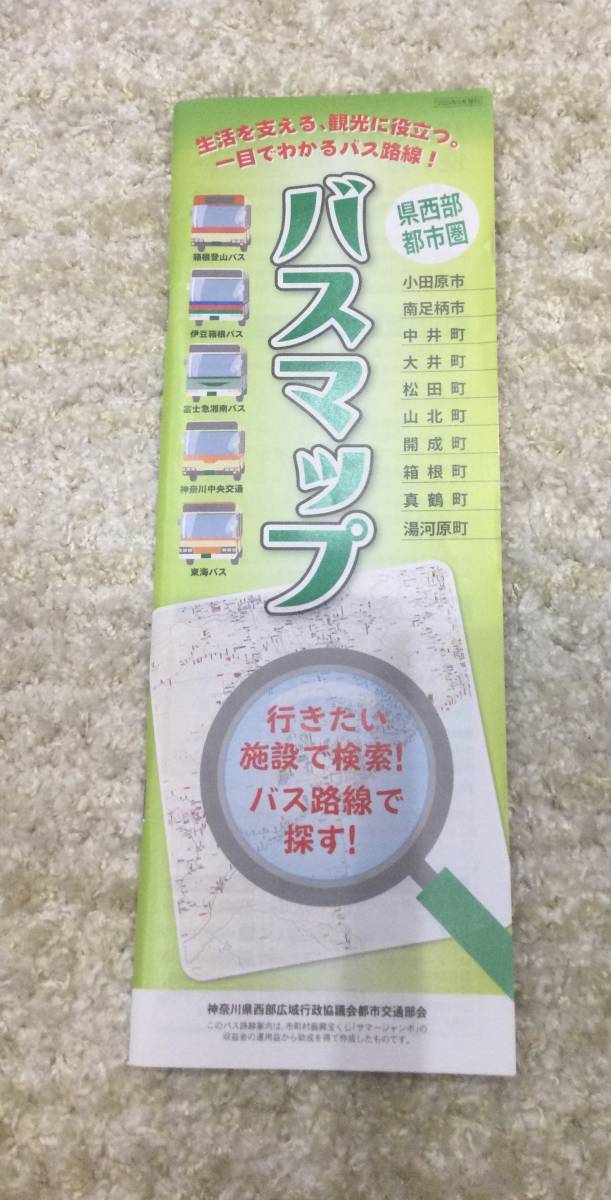 生活を支える、観光に役立つ。
一目でわかるバス路線！
バスマップ
県西部
都市圏
箱根登山バス
伊豆箱根バス
富士急湘南バス
神奈川中央交通
東海バス
小田原市
南足柄市
中井町
大井町
松田町
山北町
開成町
箱根町
真鶴町
湯河原町
行きたい
施設で検索！
バス路線で
探す！
神奈川県西部広域行政協議会都市交通部会
このバス路線案内は、市町村振興宝くじ「サマージャンボ」の
収益金の運用益から助成を得て作成したものです。